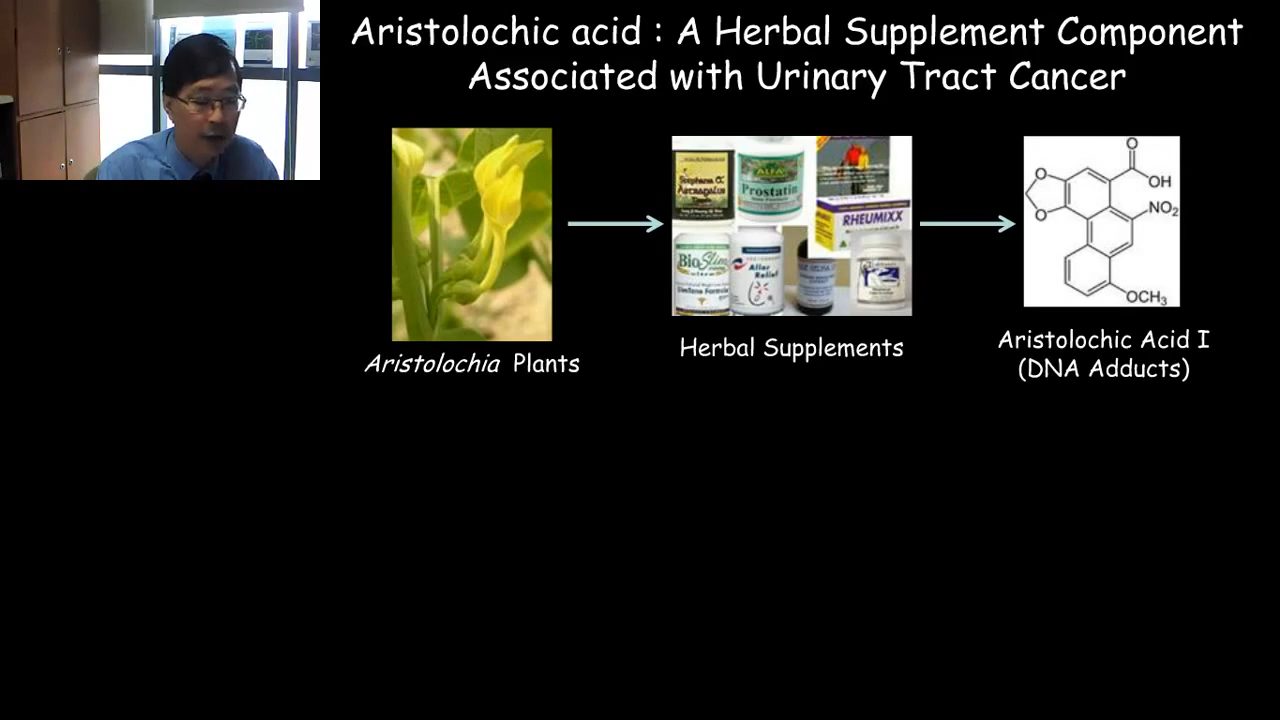 Aristolochic acid : A Herbal Supplement Component
Associated with Urinary Tract Cancer
ALFA
Prostatin
RHEUMIXX
BioSlim
Aller
Relief
O
OH
O
O
NO2
OCH3
Aristolochia Plants
Herbal Supplements
Aristolochic Acid I
(DNA Adducts)